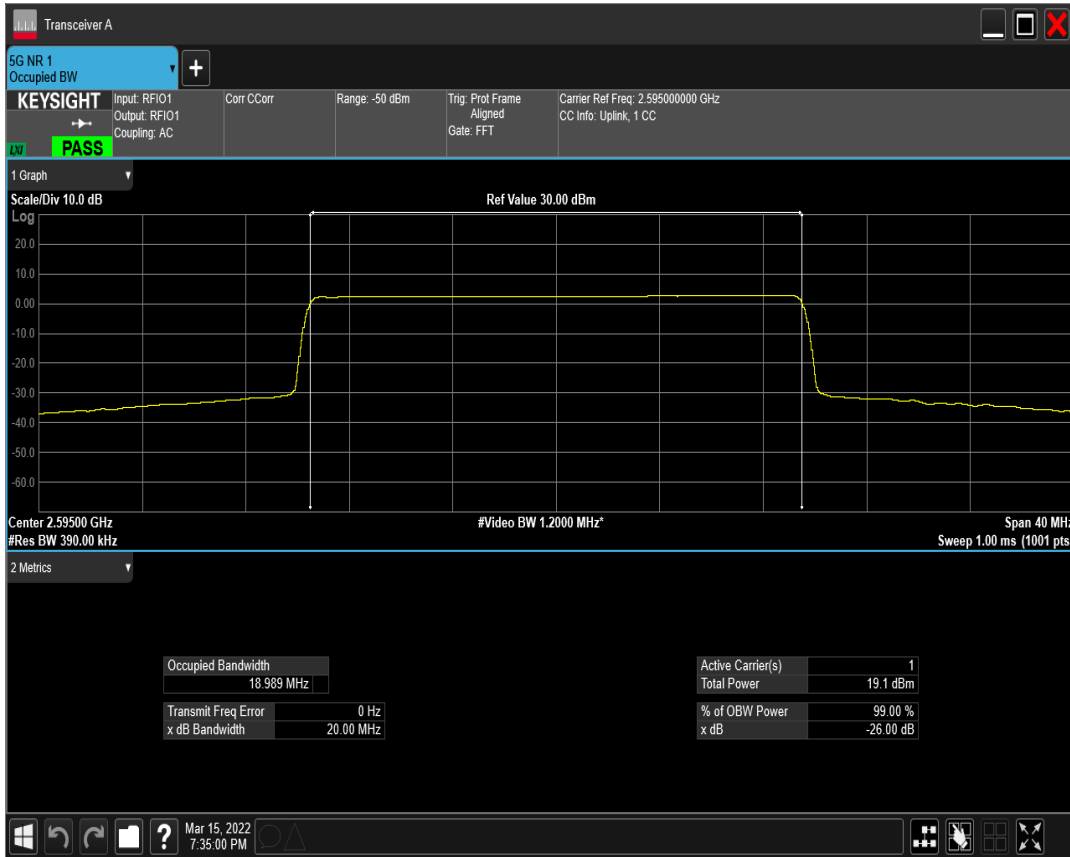 Transceiver A
5G NR 1
Occupied BW
KEYSIGHT
LXI
PASS
Input: RFIO1
Output: RFIO1
Coupling: AC
Corr CCorr
Range: -50 dBm
Trig: Prot Frame
Aligned
Gate: FFT
Carrier Ref Freq: 2.595000000 GHz
CC Info: Uplink, 1 CC
1 Graph
Scale/Div 10.0 dB
Ref Value 30.00 dBm
Log
20.0
10.0
0.00
-10.0
-20.0
-30.0
-40.0
-50.0
-60.0
Center 2.59500 GHz
#Video BW 1.2000 MHz*
Span 40 MHz
#Res BW 390.00 kHz
Sweep 1.00 ms (1001 pts
2 Metrics
Occupied Bandwidth
18.989 MHz
Transmit Freq Error 0 Hz
x dB Bandwidth 20.00 MHz
Active Carrier(s) 1
Total Power 19.1 dBm
% of OBW Power 99.00 %
x dB -26.00 dB
?
Mar 15, 2022
7:35:00 PM